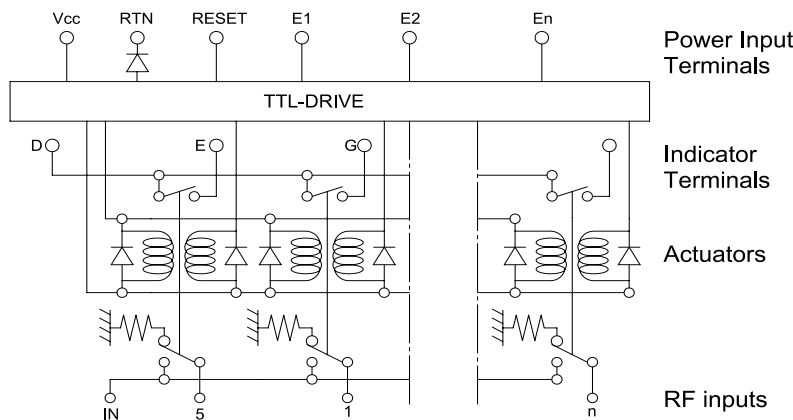 Vcc RTN RESET E1 E2 En
Power Input
Terminals
TTL-DRIVE
D E G
Indicator
Terminals
Actuators
IN 5 1 n
RF inputs